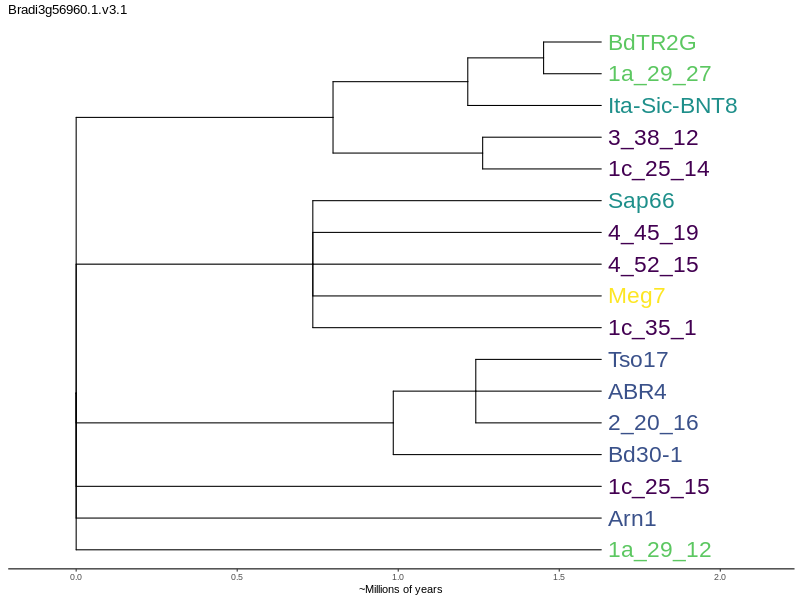 Bradi3g56960.1.v3.1
BdTR2G
1a_29_27
Ita-Sic-BNT8
3_38_12
1c_25_14
Sap66
4_45_19
4_52_15
Meg7
1c_35_1
Tso17
ABR4
2_20_16
Bd30-1
1c_25_15
Arn1
1a_29_12
0.0 0.5 1.0 1.5 2.0
~Millions of years